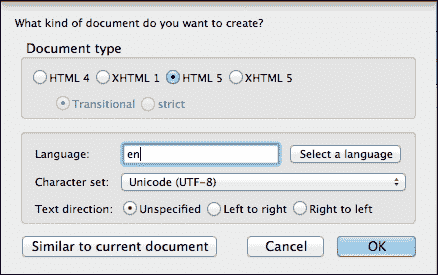 What kind of document do you want to create?
Document type
HTML 4 XHTML 1 HTML 5 XHTML 5
Transitional strict
Language: en Select a language
Character set: Unicode (UTF-8)
Text direction: Unspecified Left to right Right to left
Similar to current document Cancel OK